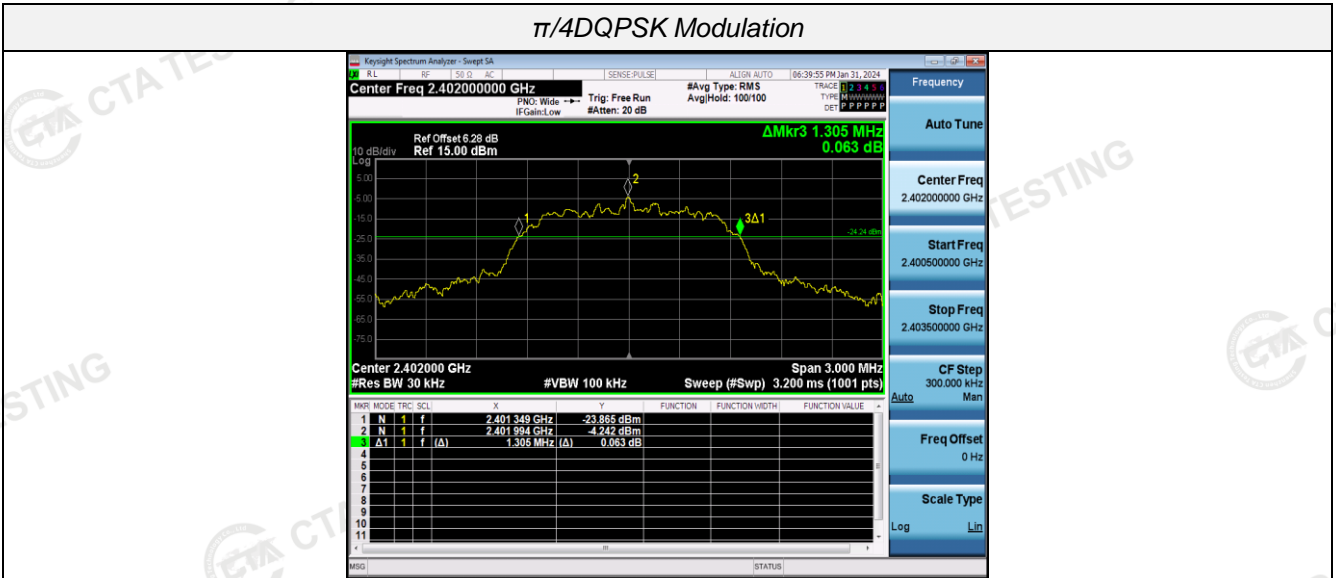 π/4DQPSK Modulation
CTA TESTING
Keysight Spectrum Analyzer - Swept SA
RL RF 50 Ω AC SENSE:PULSE ALIGN AUTO 06:39:55 PM Jan 31, 2024
Center Freq 2.402000000 GHz
PNO: Wide
IFGain:Low
Trig: Free Run
#Atten: 20 dB
#Avg Type: RMS
Avg|Hold: 100/100
TRACE 1 2 3 4 5 6
TYPE M WWWWW
DET P P P P P P
ΔMkr3 1.305 MHz
0.063 dB
Ref Offset 6.28 dB
10 dB/div Ref 15.00 dBm
Log
5.00
-5.00
-15.0
-25.0
-35.0
-45.0
-55.0
-65.0
-75.0
1
2
3Δ1
-24.24 dBm
Center 2.402000 GHz Span 3.000 MHz
#Res BW 30 kHz #VBW 100 kHz Sweep (#Swp) 3.200 ms (1001 pts)
MKR MODE TRC SCL X Y FUNCTION FUNCTION WIDTH FUNCTION VALUE
1 N 1 f 2.401 349 GHz -23.865 dBm
2 N 1 f 2.401 994 GHz -4.242 dBm
3 Δ1 1 f (Δ) 1.305 MHz (Δ) 0.063 dB
4
5
6
7
8
9
10
11
MSG STATUS
Frequency
Auto Tune
Center Freq
2.402000000 GHz
Start Freq
2.400500000 GHz
Stop Freq
2.403500000 GHz
CF Step
300.000 kHz
Auto Man
Freq Offset
0 Hz
Scale Type
Log Lin
TESTING
STING
CTA
C